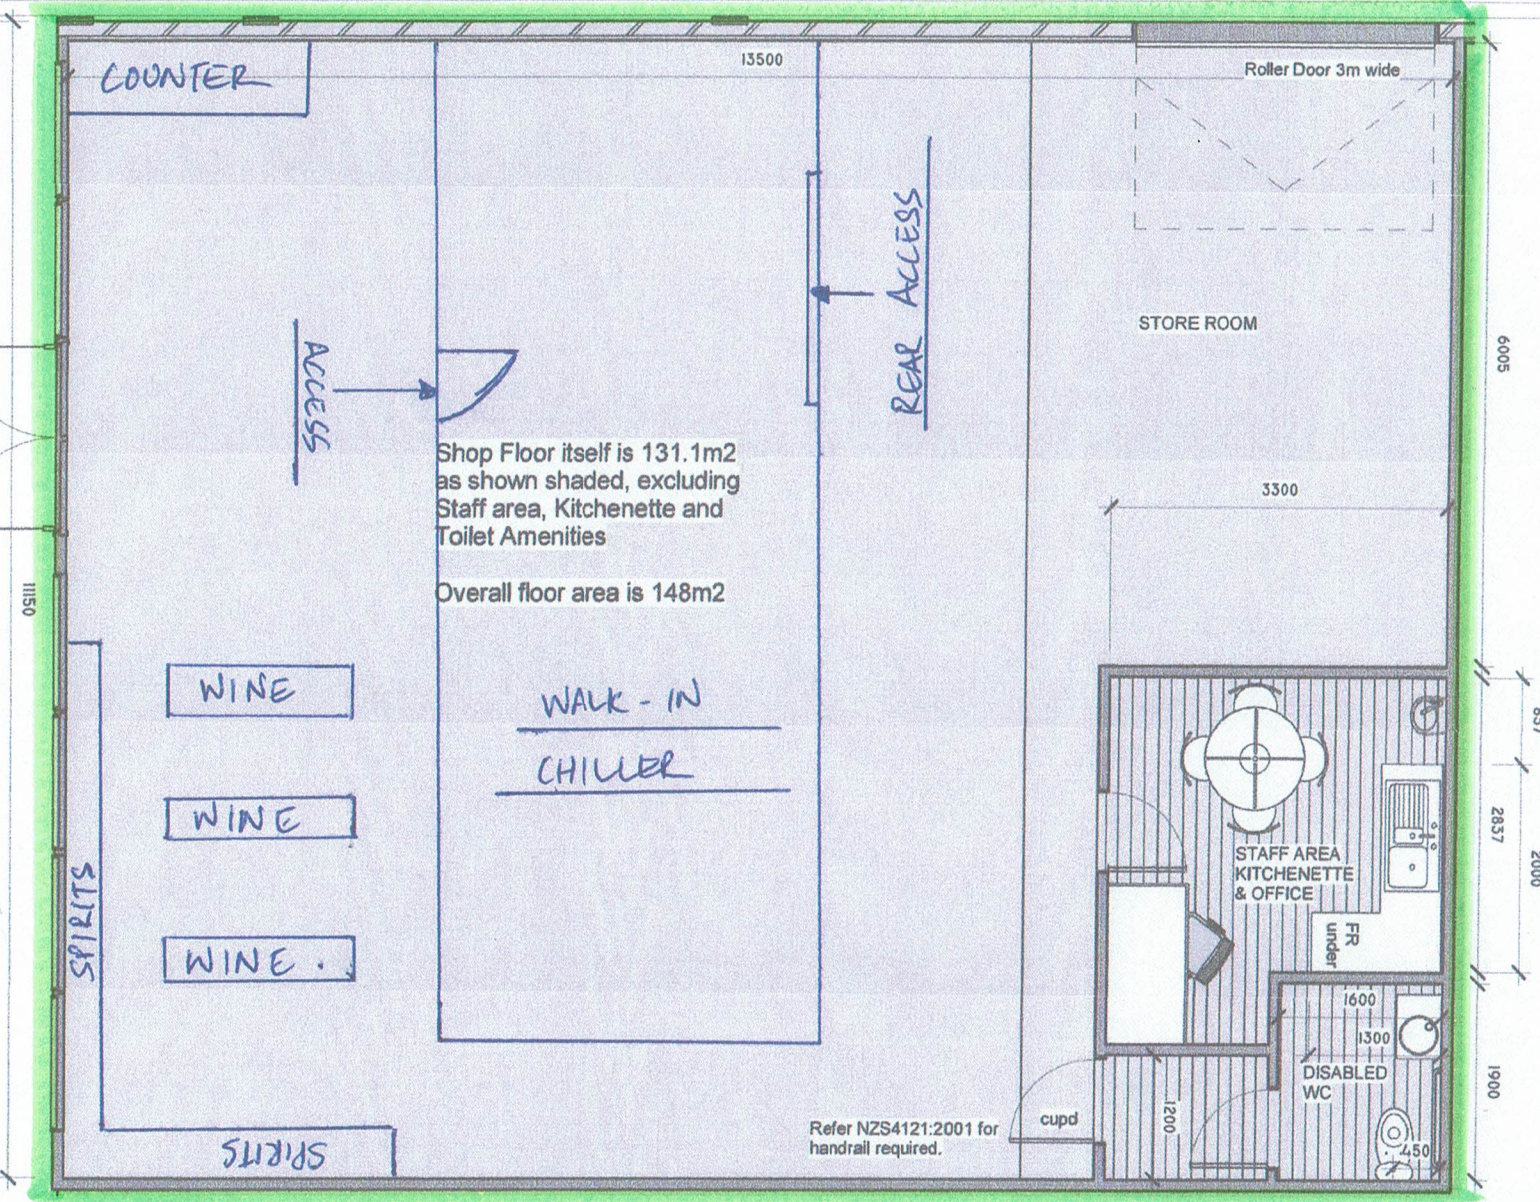 COUNTER
13500
Roller Door 3m wide
REAR ACCESS
STORE ROOM
6005
ACCESS
Shop Floor itself is 131.1m2
as shown shaded, excluding
Staff area, Kitchenette and
Toilet Amenities
Overall floor area is 148m2
3300
11150
WINE
WALK-IN
CHILLER
WINE
2837
2000
STAFF AREA
KITCHENETTE
& OFFICE
SPIRITS
FR
under
WINE.
1600
1300
DISABLED
WC
1900
1200
cupd
Refer NZS4121:2001 for
handrail required.
450
SPIRITS